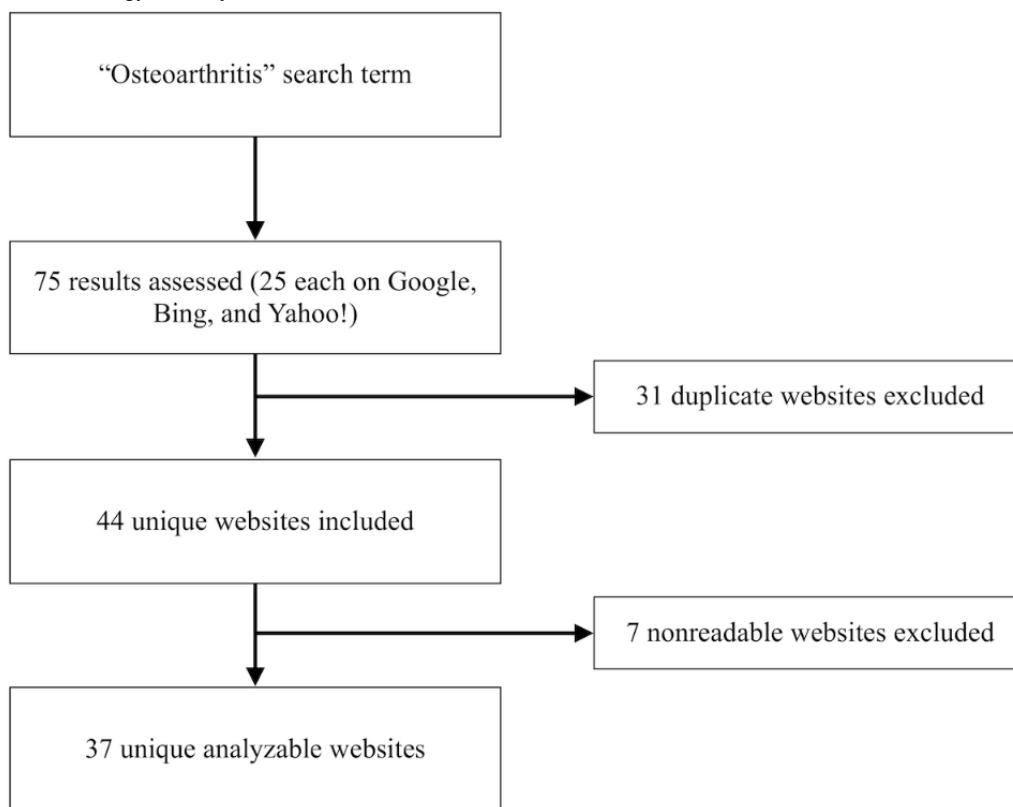 “Osteoarthritis” search term
75 results assessed (25 each on Google,
Bing, and Yahoo!)
31 duplicate websites excluded
44 unique websites included
7 nonreadable websites excluded
37 unique analyzable websites